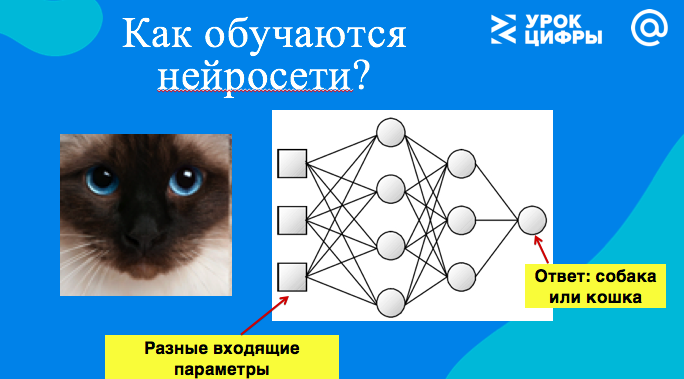 Как обучаются
нейросети?
УРОК
ЦИФРЫ
@
Ответ: собака
или кошка
Разные входящие
параметры